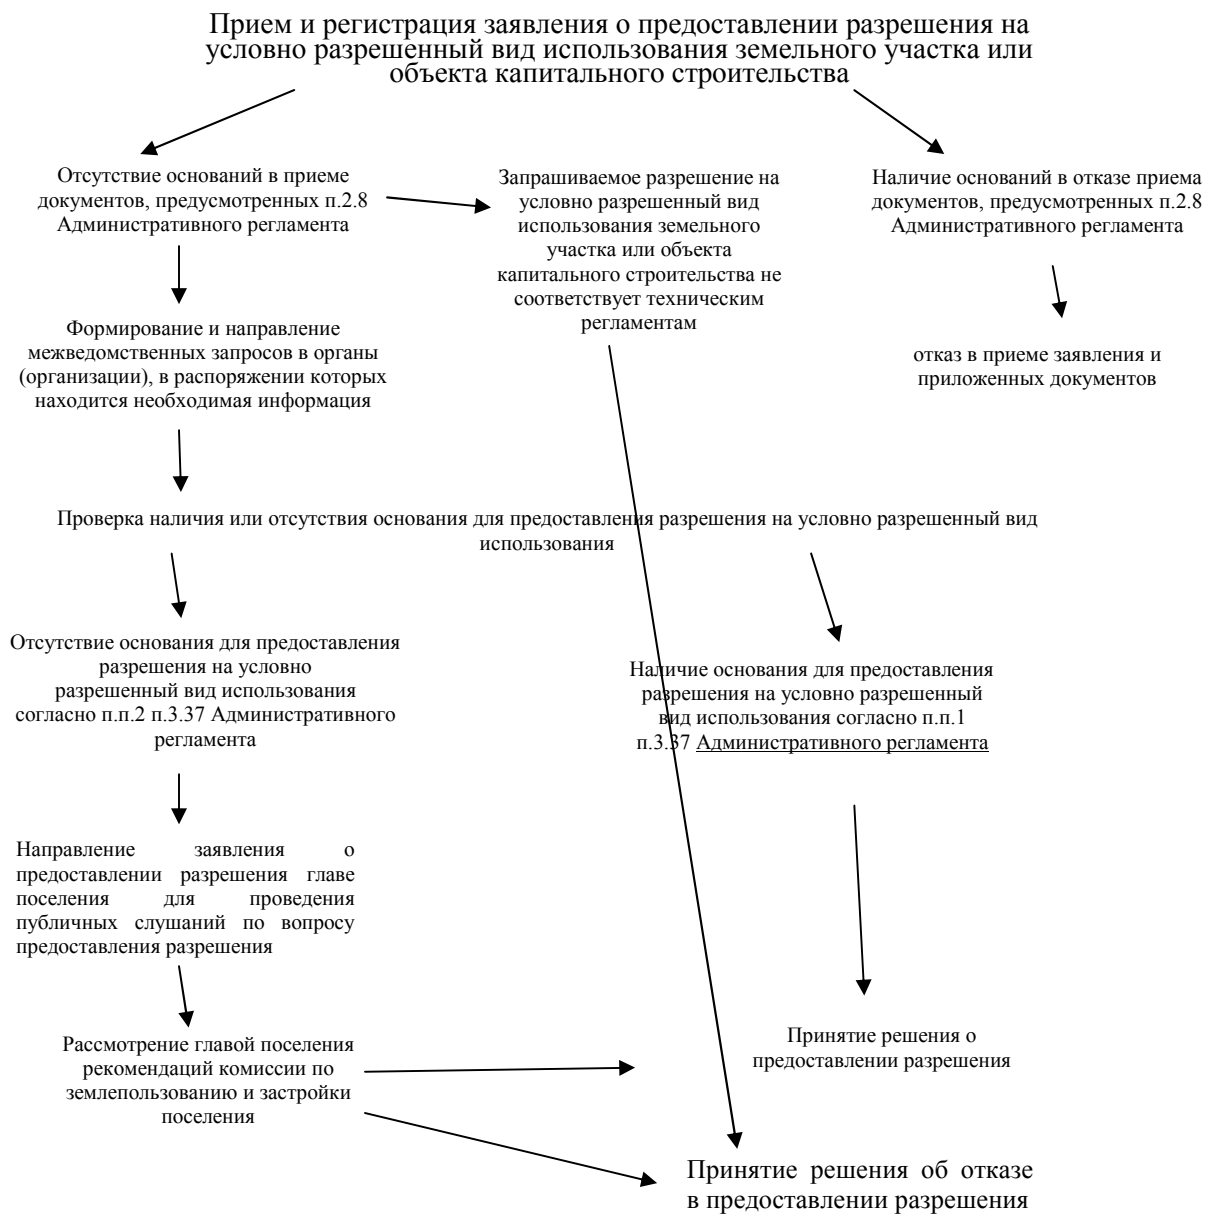 Прием и регистрация заявления о предоставлении разрешения на
условно разрешенный вид использования земельного участка или
объекта капитального строительства
Отсутствие оснований в приеме
документов, предусмотренных п.2.8
Административного регламента
Запрашиваемое разрешение на
условно разрешенный вид
использования земельного
участка или объекта
капитального строительства не
соответствует техническим
регламентам
Наличие оснований в отказе приема
документов, предусмотренных п.2.8
Административного регламента
Формирование и направление
межведомственных запросов в органы
(организации), в распоряжении которых
находится необходимая информация
отказ в приеме заявления и
приложенных документов
Проверка наличия или отсутствия основания для предоставления разрешения на условно разрешенный вид
использования
Отсутствие основания для предоставления
разрешения на условно
разрешенный вид использования
согласно п.п.2 п.3.37 Административного
регламента
Наличие основания для предоставления
разрешения на условно разрешенный
вид использования согласно п.п.1
п.3.37 Административного регламента
Направление заявления о
предоставлении разрешения главе
поселения для проведения
публичных слушаний по вопросу
предоставления разрешения
Рассмотрение главой поселения
рекомендаций комиссии по
землепользованию и застройки
поселения
Принятие решения о
предоставлении разрешения
Принятие решения об отказе
в предоставлении разрешения